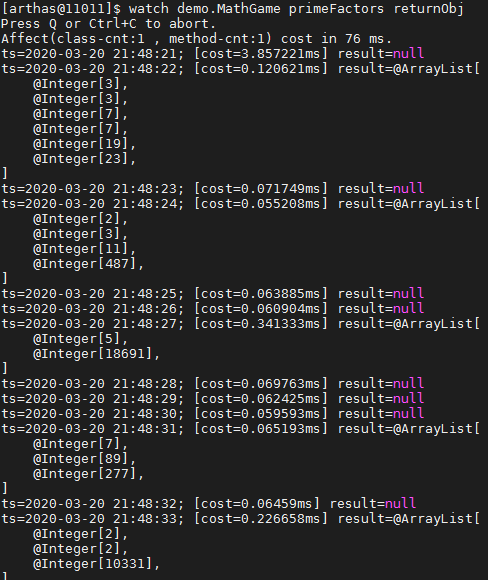 [arthas@11011]$ watch demo.MathGame primeFactors returnObj
Press Q or Ctrl+C to abort.
Affect(class-cnt:1 , method-cnt:1) cost in 76 ms.
ts=2020-03-20 21:48:21; [cost=3.857221ms] result=null
ts=2020-03-20 21:48:22; [cost=0.120621ms] result=@ArrayList[
    @Integer[3],
    @Integer[3],
    @Integer[7],
    @Integer[7],
    @Integer[19],
    @Integer[23],
]
ts=2020-03-20 21:48:23; [cost=0.071749ms] result=null
ts=2020-03-20 21:48:24; [cost=0.055208ms] result=@ArrayList[
    @Integer[2],
    @Integer[3],
    @Integer[11],
    @Integer[487],
]
ts=2020-03-20 21:48:25; [cost=0.063885ms] result=null
ts=2020-03-20 21:48:26; [cost=0.060904ms] result=null
ts=2020-03-20 21:48:27; [cost=0.341333ms] result=@ArrayList[
    @Integer[5],
    @Integer[18691],
]
ts=2020-03-20 21:48:28; [cost=0.069763ms] result=null
ts=2020-03-20 21:48:29; [cost=0.062425ms] result=null
ts=2020-03-20 21:48:30; [cost=0.059593ms] result=null
ts=2020-03-20 21:48:31; [cost=0.065193ms] result=@ArrayList[
    @Integer[7],
    @Integer[89],
    @Integer[277],
]
ts=2020-03-20 21:48:32; [cost=0.06459ms] result=null
ts=2020-03-20 21:48:33; [cost=0.226658ms] result=@ArrayList[
    @Integer[2],
    @Integer[2],
    @Integer[10331],
]